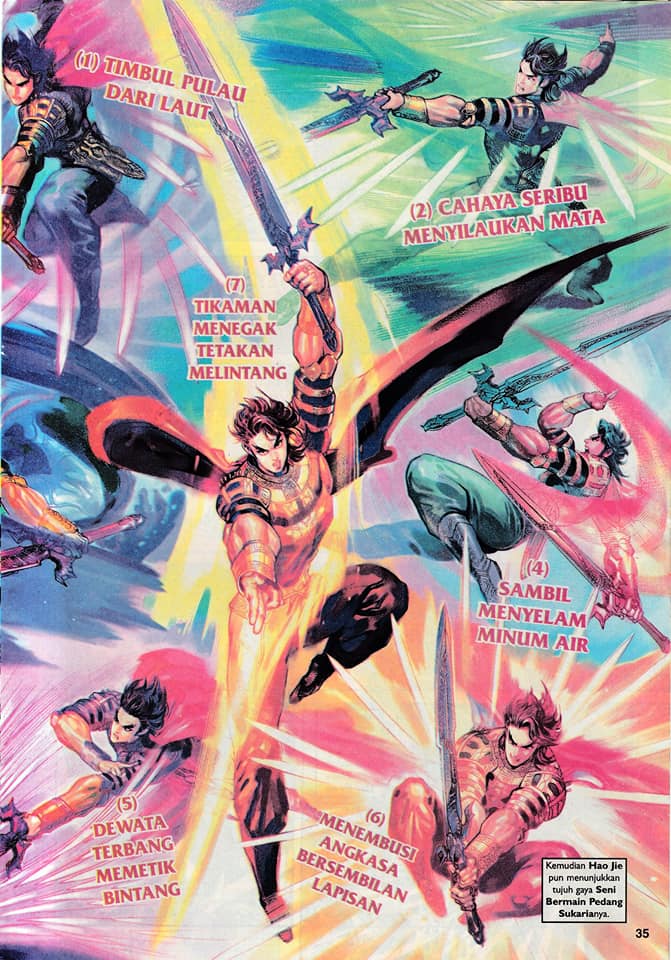 (1) TIMBUL PULAU
DARI LAUT
(2) CAHAYA SERIBU
MENYILAUKAN MATA
(7)
TIKAMAN
MENEGAK
TETAKAN
MELINTANG
(4)
SAMBIL
MENYELAM
MINUM AIR
(5)
DEWATA
TERBANG
MEMETIK
BINTANG
(6)
MENEMBUSI
ANGKASA
BERSEMBILAN
LAPISAN
Kemudian Hao Jie
pun menunjukkan
tujuh gaya Seni
Bermain Pedang
Sukarianya.
35